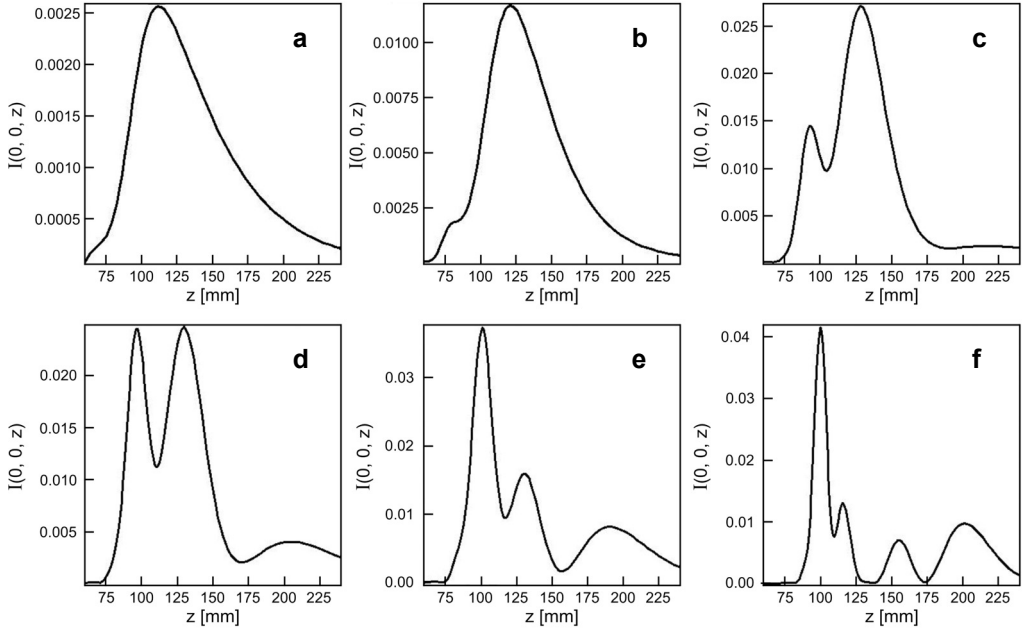 a
0.0025
0.0020
0.0015
0.0010
0.0005
I(0, 0, z)
75 100 125 150 175 200 225
z [mm]
b
0.0100
0.0075
0.0050
0.0025
I(0, 0, z)
75 100 125 150 175 200 225
z [mm]
c
0.025
0.020
0.015
0.010
0.005
I(0, 0, z)
75 100 125 150 175 200 225
z [mm]
d
0.020
0.015
0.010
0.005
I(0, 0, z)
75 100 125 150 175 200 225
z [mm]
e
0.03
0.02
0.01
0.00
I(0, 0, z)
75 100 125 150 175 200 225
z [mm]
f
0.04
0.03
0.02
0.01
0.00
I(0, 0, z)
75 100 125 150 175 200 225
z [mm]